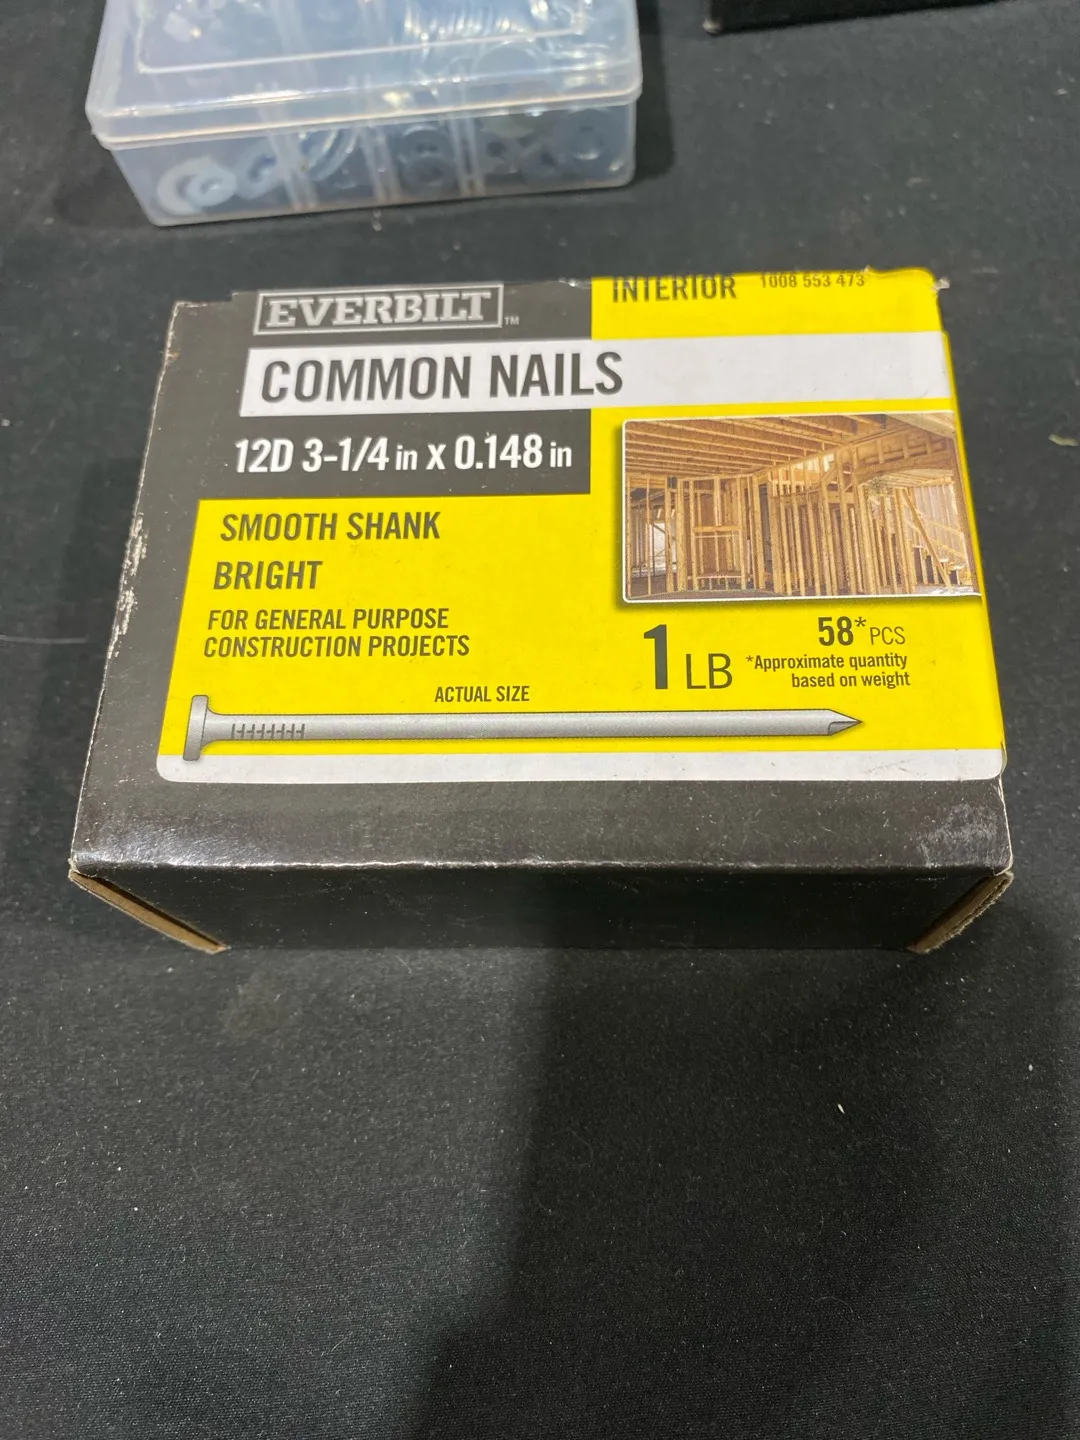 EVERBILT™
INTERIOR 1008 553 473
COMMON NAILS
12D 3-1/4 in x 0.148 in
SMOOTH SHANK
BRIGHT
FOR GENERAL PURPOSE
CONSTRUCTION PROJECTS
1 LB
58* PCS
*Approximate quantity
based on weight
ACTUAL SIZE